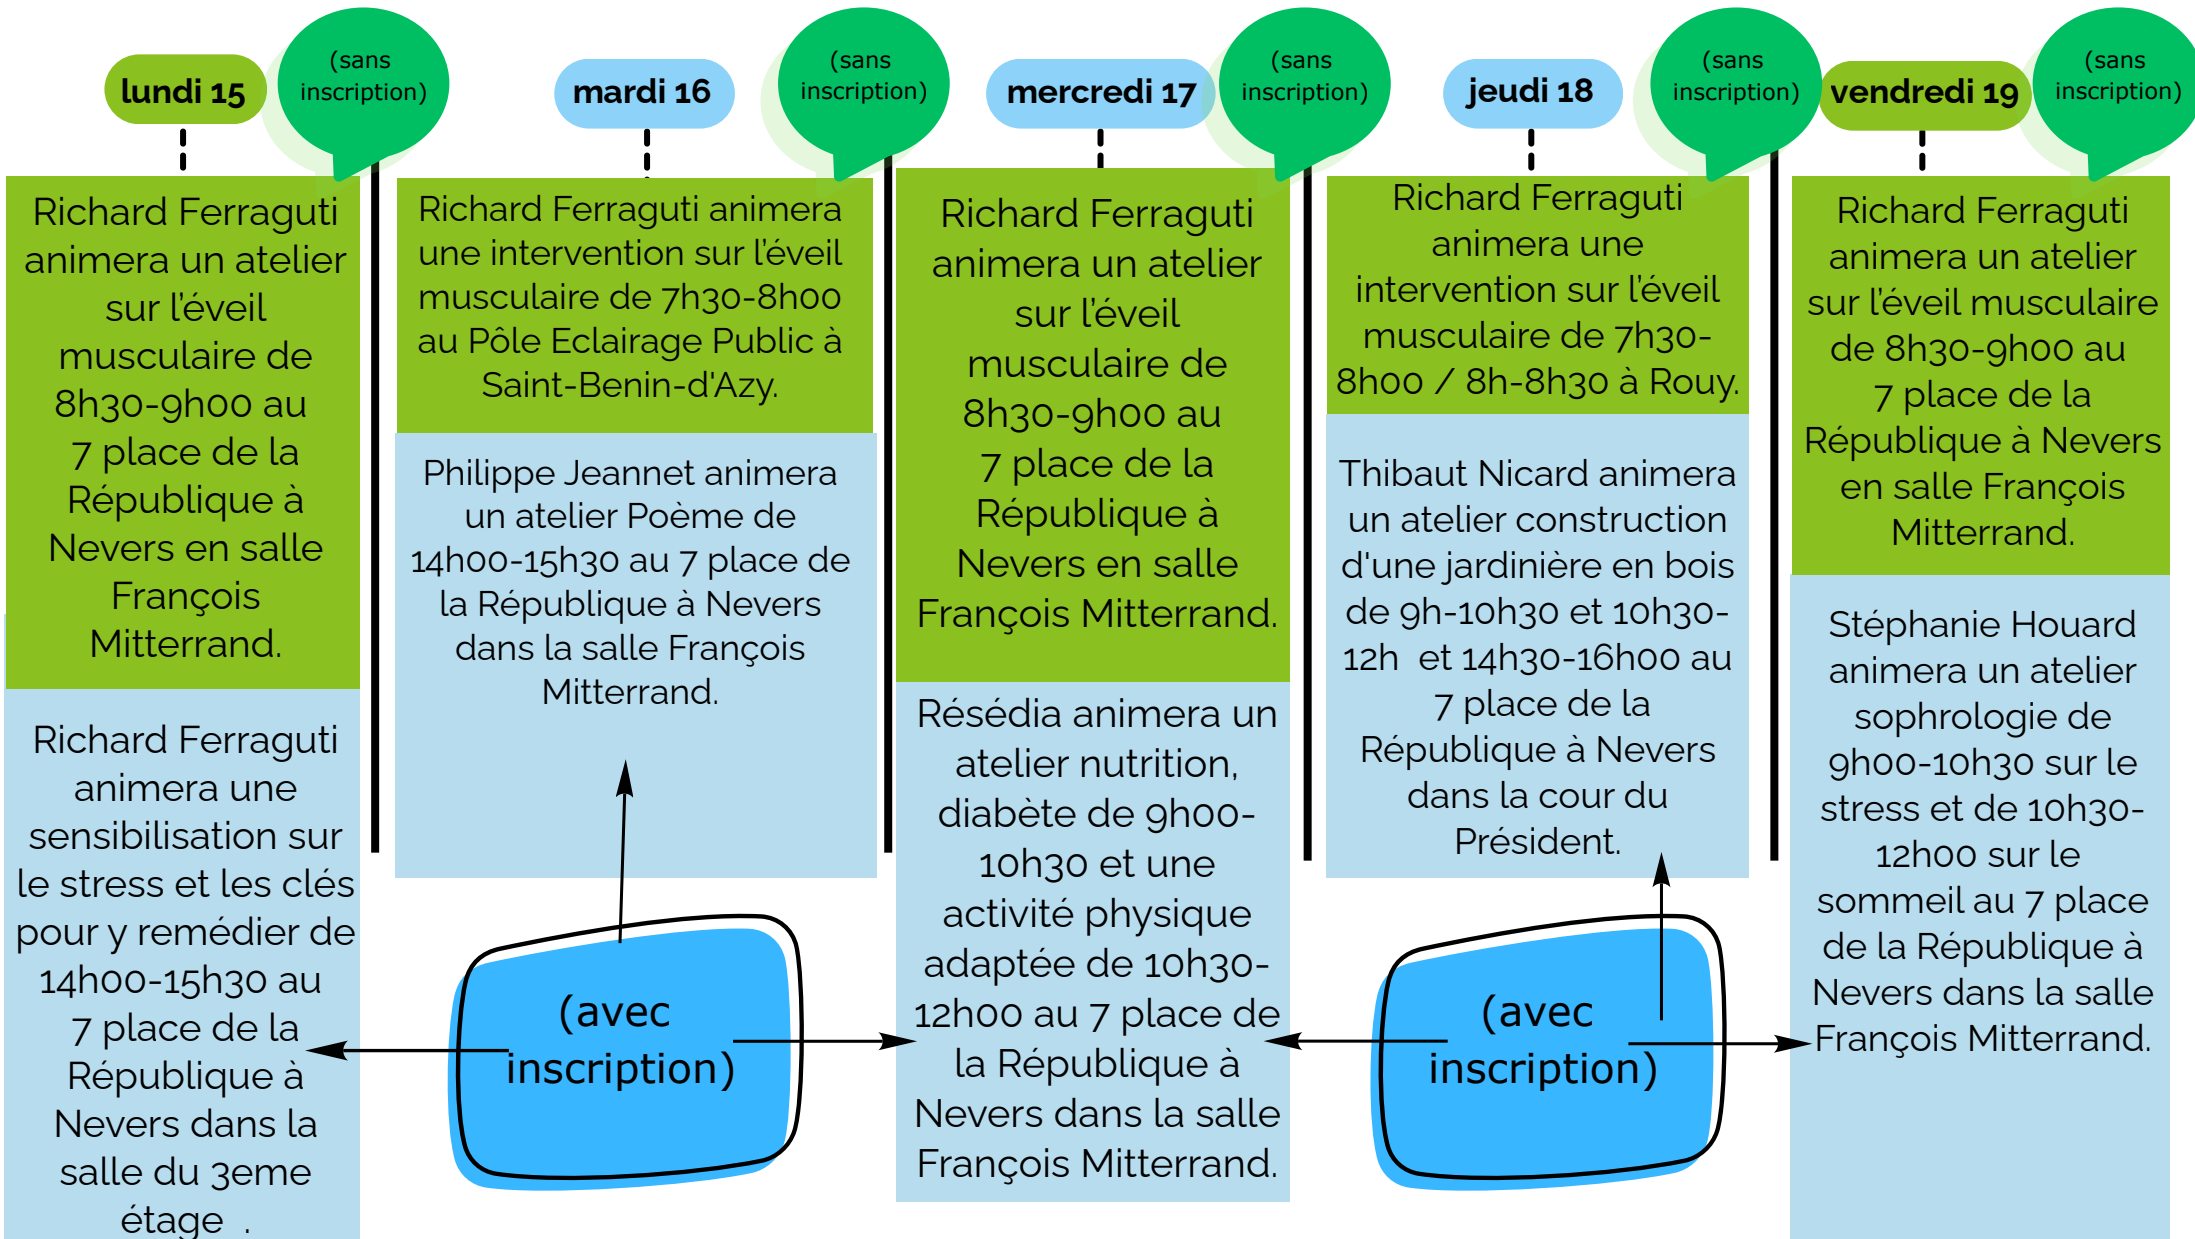 lundi 15
(sans
inscription)
Richard Ferraguti
animera un atelier
sur l'éveil
musculaire de
8h30-9h00 au
7 place de la
République à
Nevers en salle
François
Mitterrand.
Richard Ferraguti
animera une
sensibilisation sur
le stress et les clés
pour y remédier de
14h00-15h30 au
7 place de la
République à
Nevers dans la
salle du 3eme
étage .
mardi 16
(sans
inscription)
Richard Ferraguti animera
une intervention sur l'éveil
musculaire de 7h30-8h00
au Pôle Eclairage Public à
Saint-Benin-d'Azy.
Philippe Jeannet animera
un atelier Poème de
14h00-15h30 au 7 place de
la République à Nevers
dans la salle François
Mitterrand.
(avec
inscription)
mercredi 17
(sans
inscription)
Richard Ferraguti
animera un atelier
sur l'éveil
musculaire de
8h30-9h00 au
7 place de la
République à
Nevers en salle
François Mitterrand.
Résédia animera un
atelier nutrition,
diabète de 9h00-
10h30 et une
activité physique
adaptée de 10h30-
12h00 au 7 place de
la République à
Nevers dans la salle
François Mitterrand.
jeudi 18
(sans
inscription)
Richard Ferraguti
animera une
intervention sur l'éveil
musculaire de 7h30-
8h00 / 8h-8h30 à Rouy.
Thibaut Nicard animera
un atelier construction
d'une jardinière en bois
de 9h-10h30 et 10h30-
12h et 14h30-16h00 au
7 place de la
République à Nevers
dans la cour du
Président.
(avec
inscription)
vendredi 19
(sans
inscription)
Richard Ferraguti
animera un atelier
sur l'éveil musculaire
de 8h30-9h00 au
7 place de la
République à Nevers
en salle François
Mitterrand.
Stéphanie Houard
animera un atelier
sophrologie de
9h00-10h30 sur le
stress et de 10h30-
12h00 sur le
sommeil au 7 place
de la République à
Nevers dans la salle
François Mitterrand.